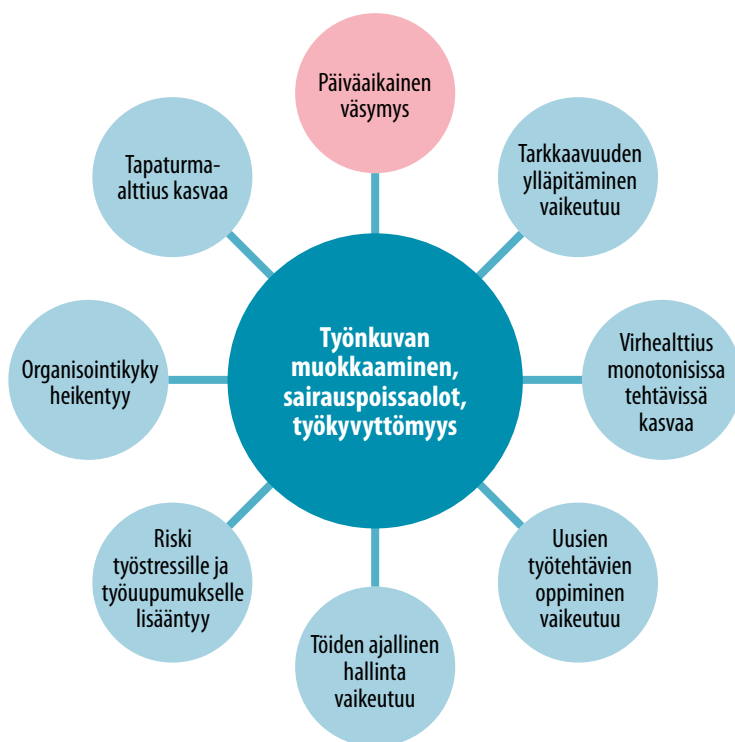 Päiväaikainen
väsymys
Tarkkaavuuden
ylläpitäminen
vaikeutuu
Virhealttius
monotonisissa
tehtävissä
kasvaa
Uusien
työtehtävien
oppiminen
vaikeutuu
Töiden ajallinen
hallinta
vaikeutuu
Riski
työstressille ja
työuupumukselle
lisääntyy
Organisointikyky
heikentyy
Tapaturma-
alttius kasvaa
Työnkuvan
muokkaaminen,
sairauspoissaolot,
työkyvyttömyys